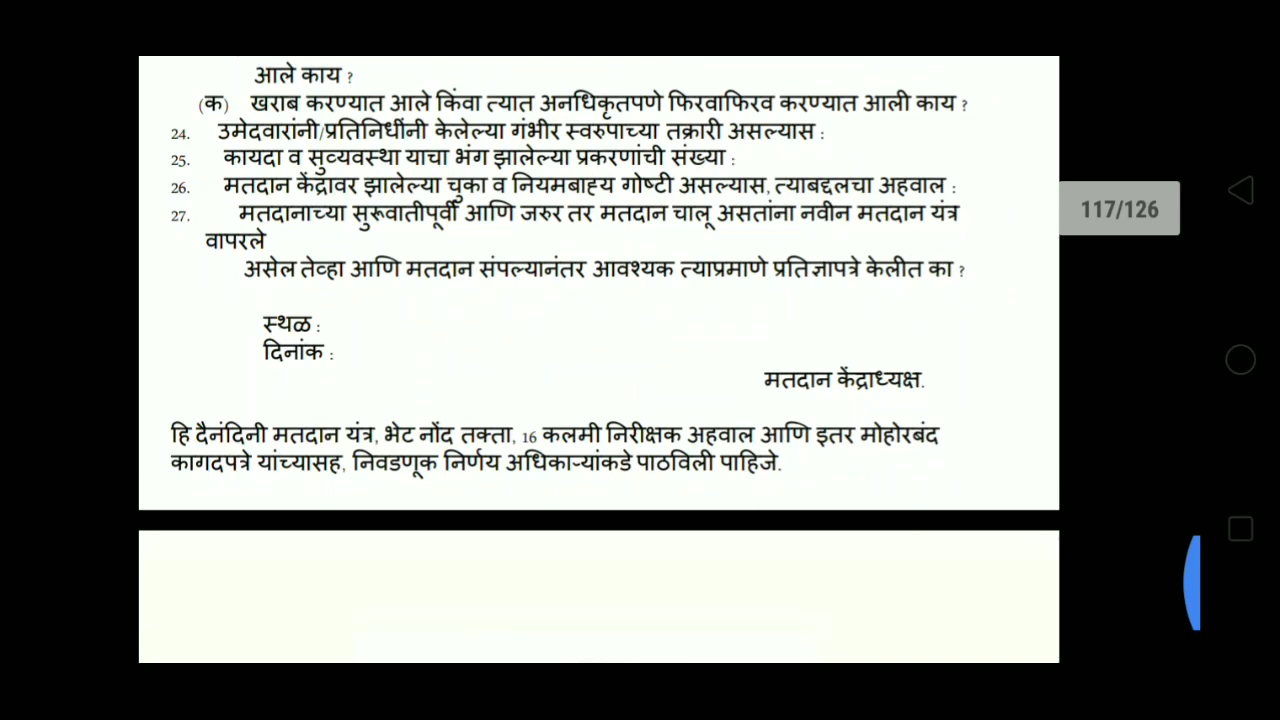 आले काय ?
(क) खराब करण्यात आले किंवा त्यात अनधिकृतपणे फिरवाफिरव करण्यात आली काय ?
24. उमेदवारांनी/प्रतिनिधींनी केलेल्या गंभीर स्वरुपाच्या तक्रारी असल्यास :
25. कायदा व सुव्यवस्था याचा भंग झालेल्या प्रकरणांची संख्या :
26. मतदान केंद्रावर झालेल्या चुका व नियमबाह्य गोष्टी असल्यास, त्याबद्दलचा अहवाल :
27. मतदानाच्या सुरूवातीपूर्वी आणि जरुर तर मतदान चालू असतांना नवीन मतदान यंत्र
वापरले
असेल तेव्हा आणि मतदान संपल्यानंतर आवश्यक त्याप्रमाणे प्रतिज्ञापत्रे केलीत का ?
117/126
स्थळ :
दिनांक :
मतदान केंद्राध्यक्ष.
हि दैनंदिनी मतदान यंत्र, भेट नोंद तक्ता, 16 कलमी निरीक्षक अहवाल आणि इतर मोहोरबंद
कागदपत्रे यांच्यासह, निवडणूक निर्णय अधिकाऱ्यांकडे पाठविली पाहिजे.